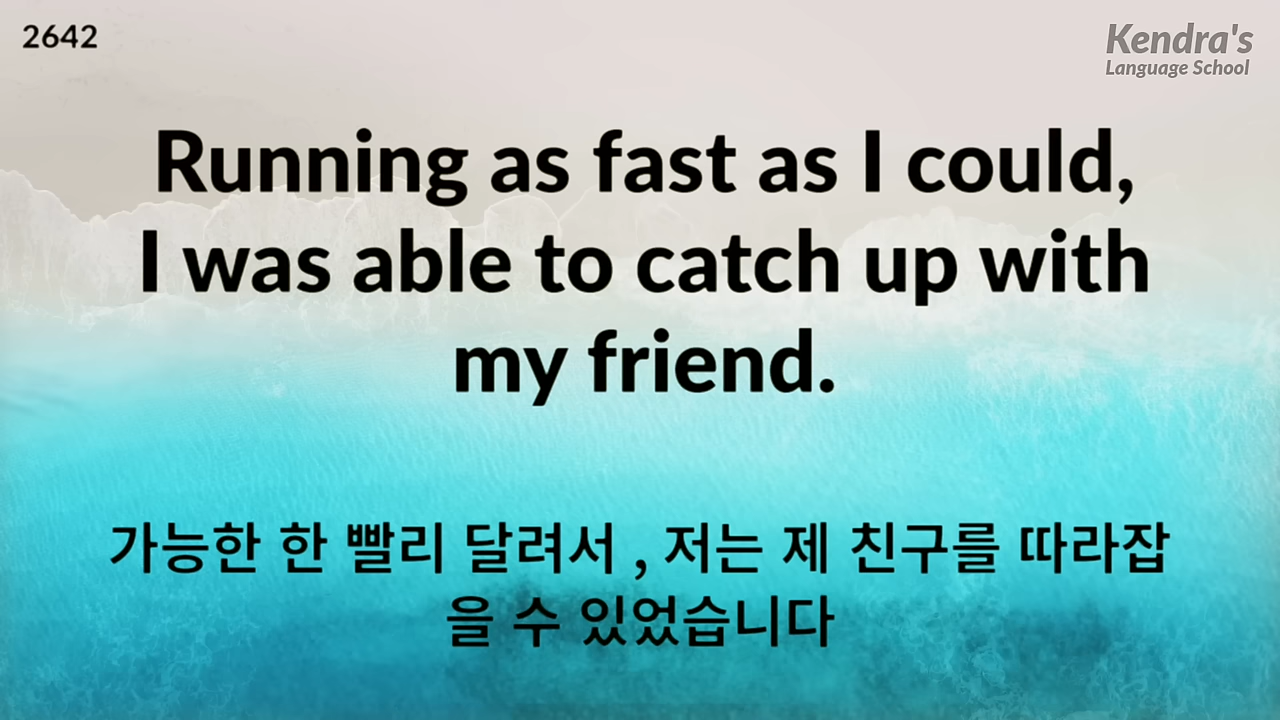 2642
Kendra's
Language School
Running as fast as I could,
I was able to catch up with
my friend.
가능한 한 빨리 달려서 , 저는 제 친구를 따라잡
을 수 있었습니다